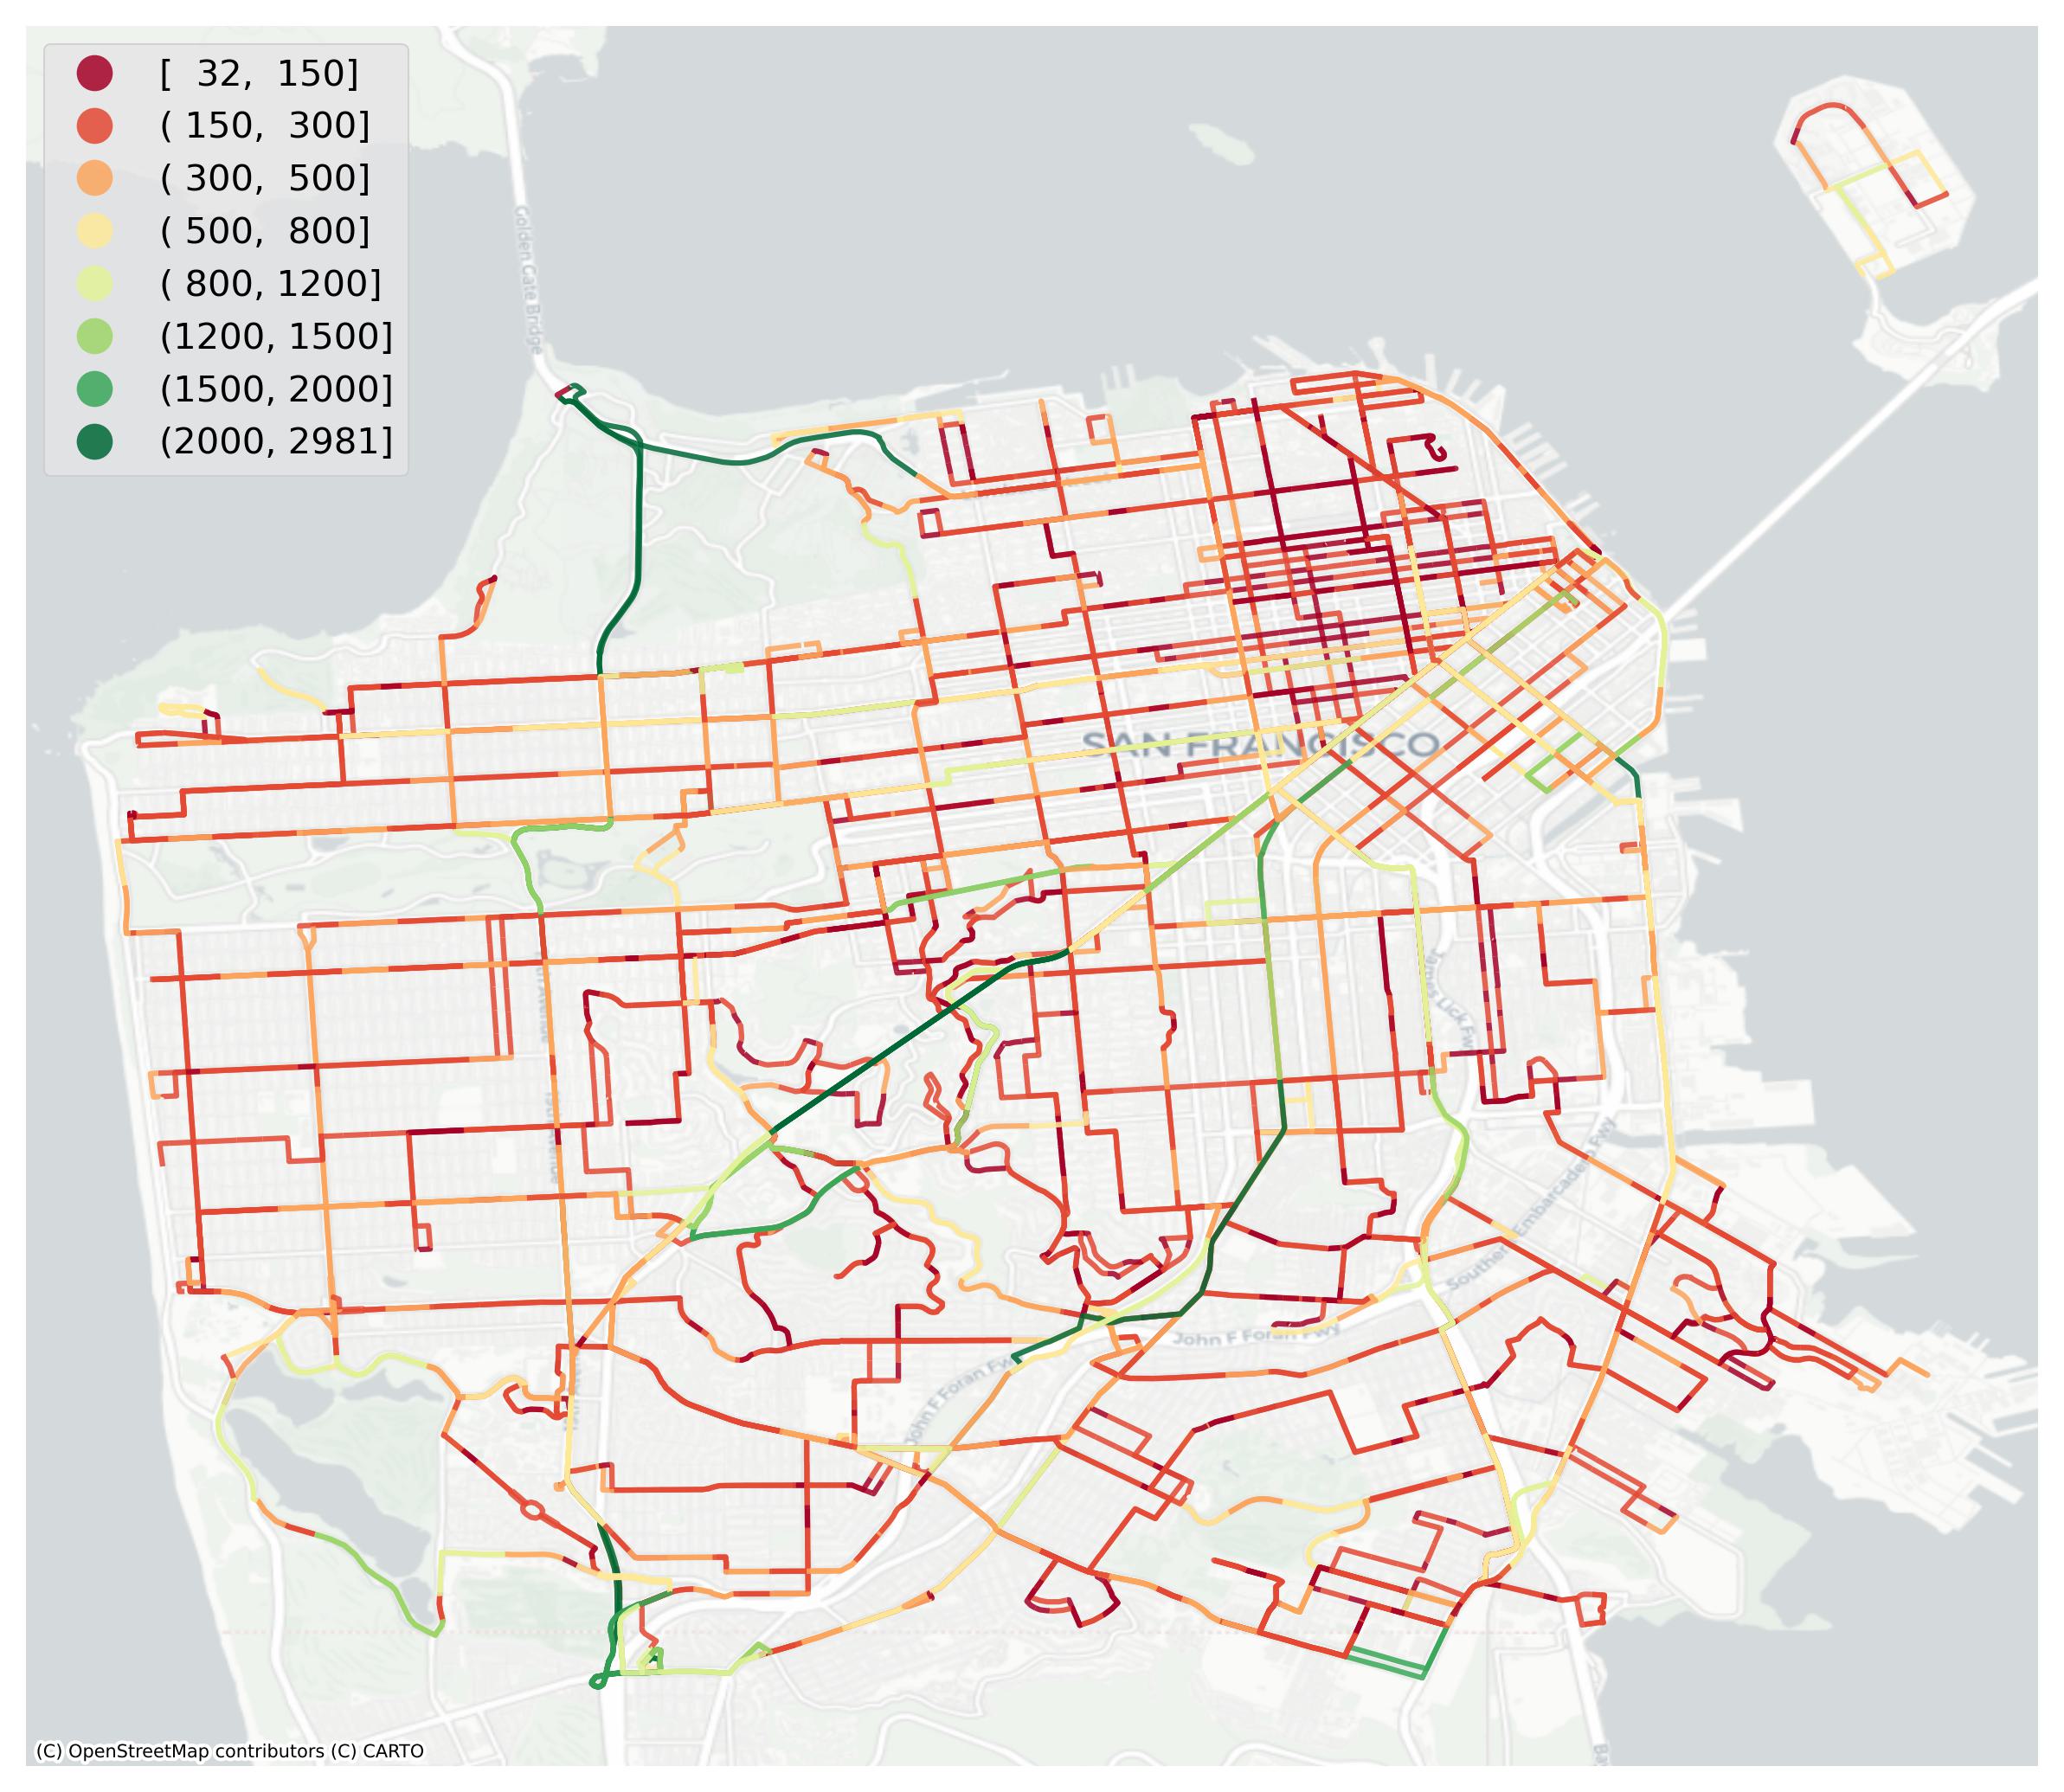 [  32,  150]
( 150,  300]
( 300,  500]
( 500,  800]
( 800, 1200]
(1200, 1500]
(1500, 2000]
(2000, 2981]
Golden Gate Bridge
SAN FRANCISCO
James Lick Fwy
Southern Embarcadero Fwy
John F Foran Fwy
John F Foran Fwy
(C) OpenStreetMap contributors (C) CARTO